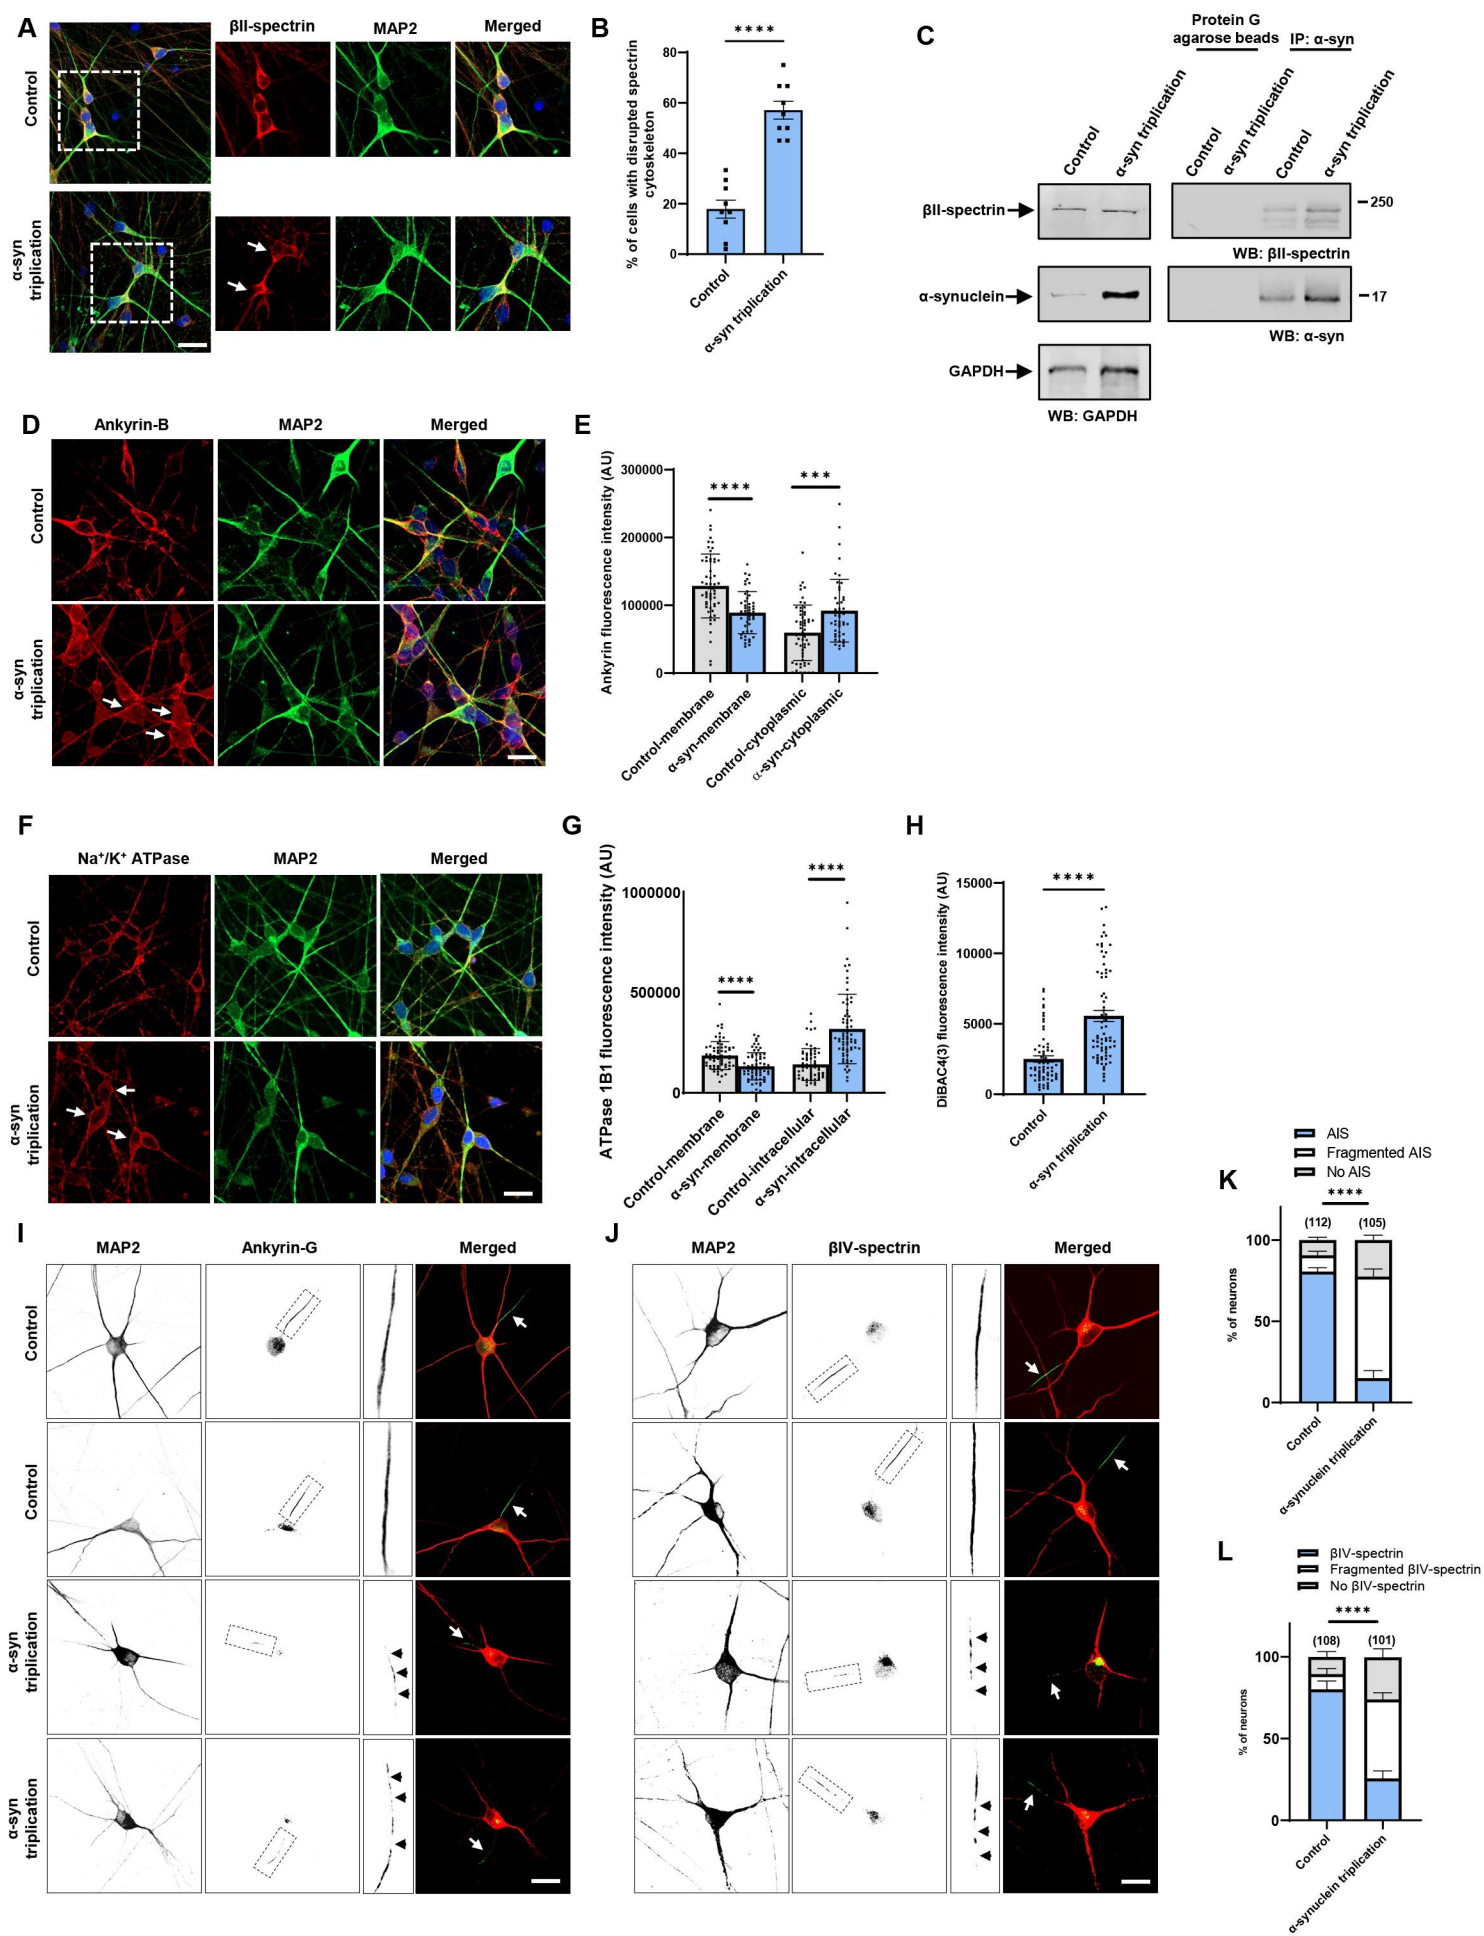 A
βII-spectrin
MAP2
Merged
Control
α-syn
triplication
B
****
% of cells with disrupted spectrin
cytoskeleton
80
60
40
20
0
Control
α-syn triplication
C
Protein G
agarose beads
IP: α-syn
Control
α-syn triplication
Control
α-syn triplication
Control
α-syn triplication
βII-spectrin
250
WB: βII-spectrin
α-synuclein
17
WB: α-syn
GAPDH
WB: GAPDH
D
Ankyrin-B
MAP2
Merged
Control
α-syn
triplication
E
Ankyrin fluorescence intensity (AU)
300000
200000
100000
0
****
***
Control-membrane
α-syn-membrane
Control-cytoplasmic
α-syn-cytoplasmic
F
Na⁺/K⁺ ATPase
MAP2
Merged
Control
α-syn
triplication
G
ATPase 1B1 fluorescence intensity (AU)
1000000
500000
0
****
****
Control-membrane
α-syn-membrane
Control-intracellular
α-syn-intracellular
H
DiBAC4(3) fluorescence intensity (AU)
15000
10000
5000
0
****
Control
α-syn triplication
I
MAP2
Ankyrin-G
Merged
Control
Control
α-syn
triplication
α-syn
triplication
J
MAP2
βIV-spectrin
Merged
K
AIS
Fragmented AIS
No AIS
****
(112)
(105)
% of neurons
100
50
0
Control
α-synuclein triplication
L
βIV-spectrin
Fragmented βIV-spectrin
No βIV-spectrin
****
(108)
(101)
% of neurons
100
50
0
Control
α-synuclein triplication